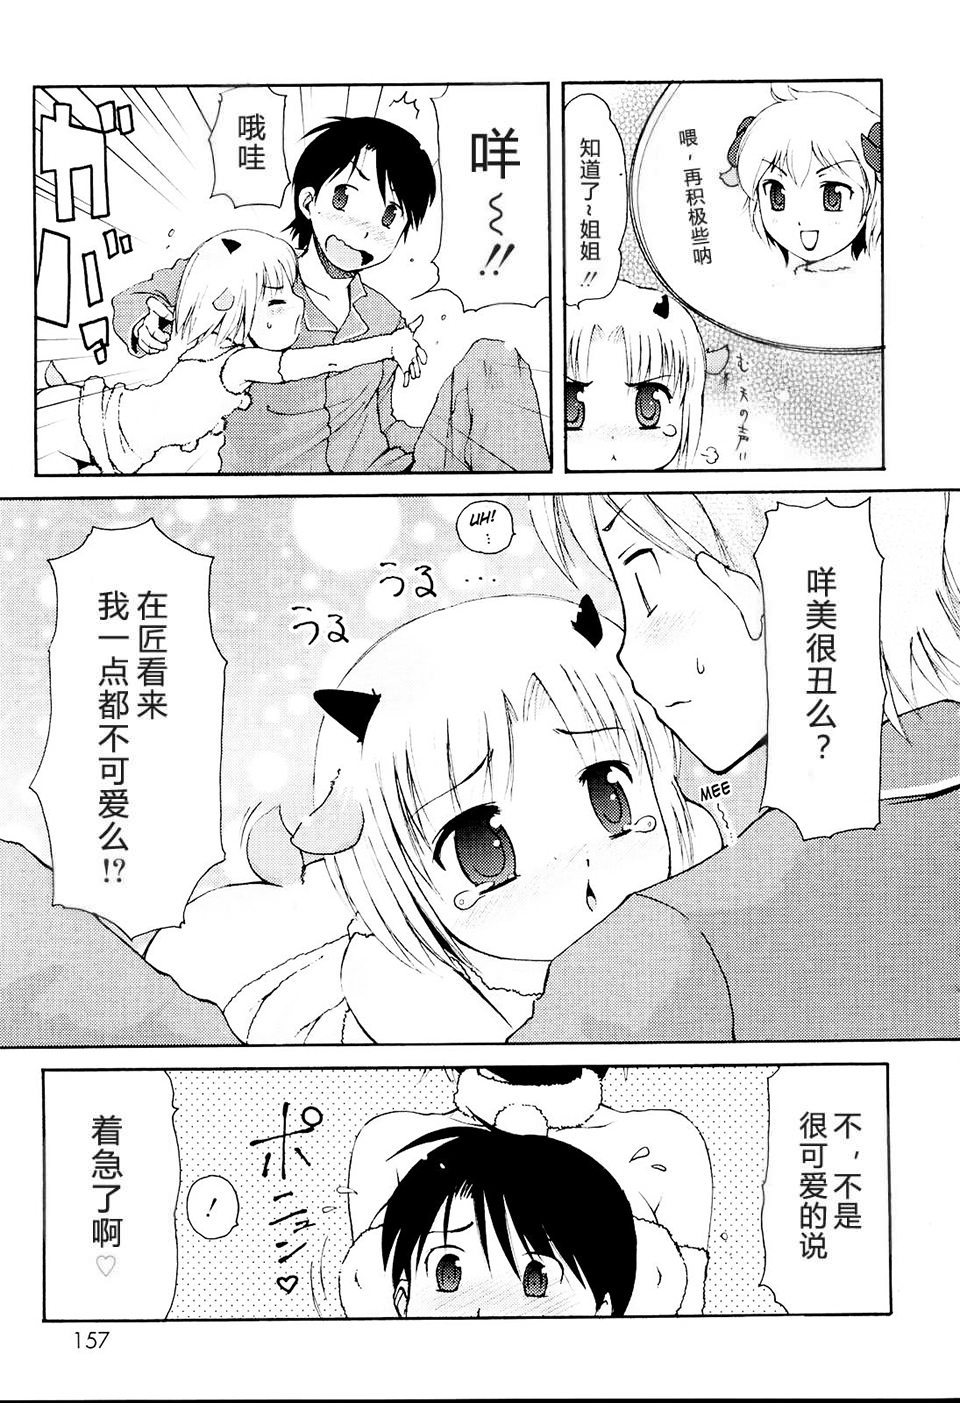 喂，再积极些呐
知道了~姐姐!!
天の声!!
咩~!!
哦哇
咩美很丑么？
UH!
...
うる
うる
...
MEE
在匠看来
我一点都不可爱么!?
不，不是
很可爱的说
ポニュン♥
!
着急了啊♡
157